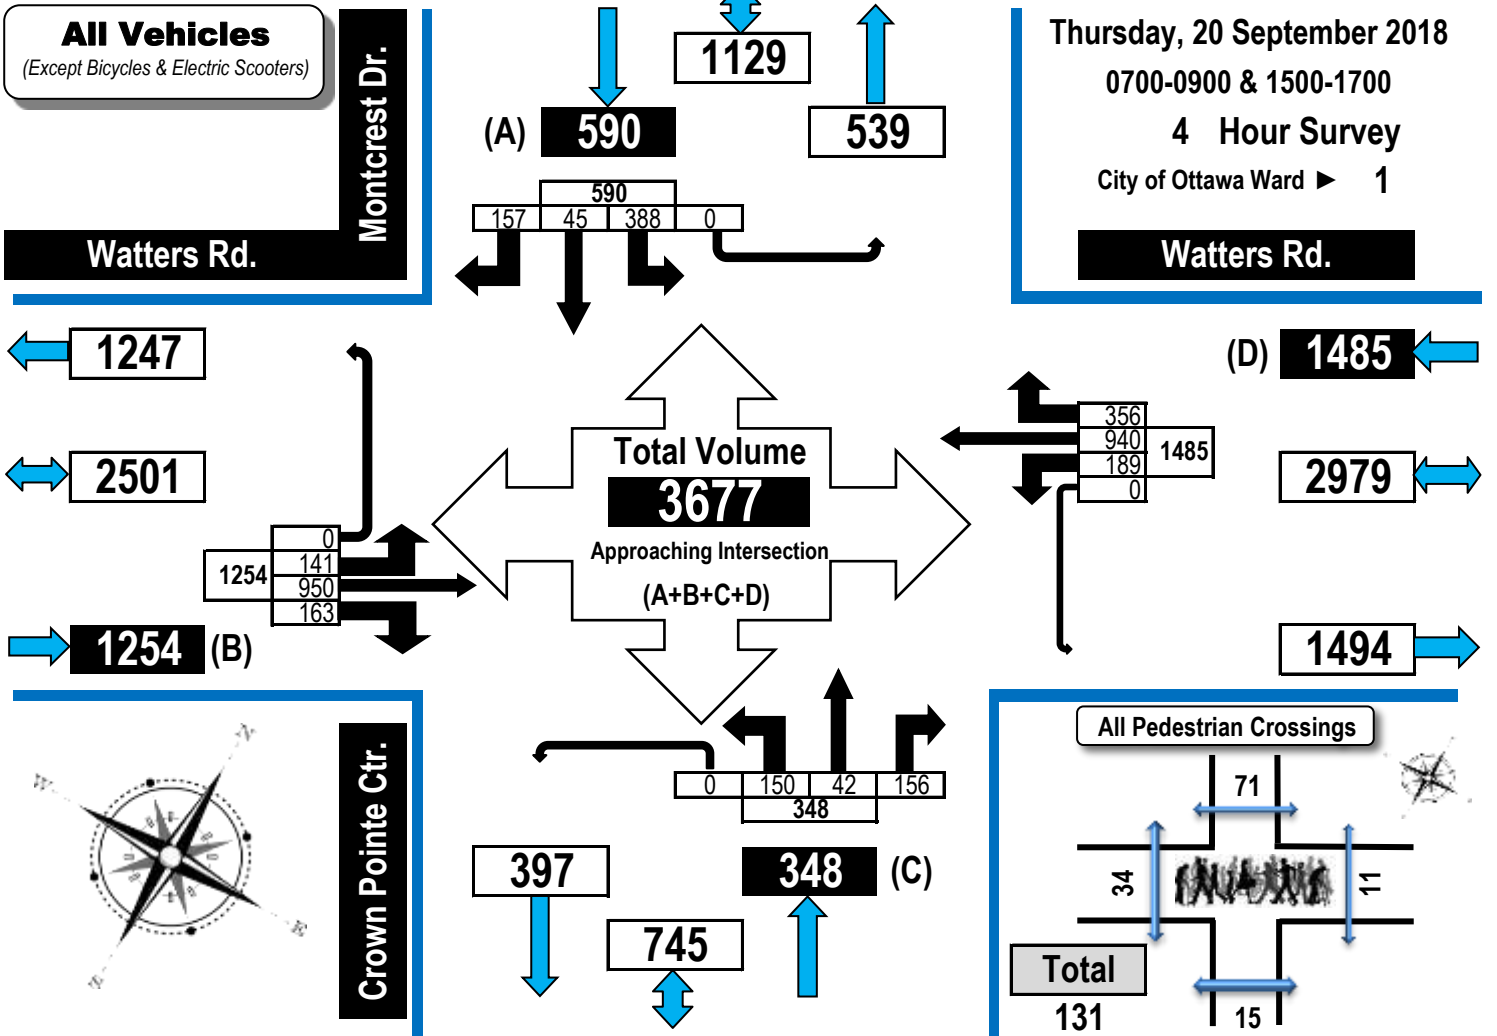 All Vehicles
(Except Bicycles & Electric Scooters)
Montcrest Dr.
Watters Rd.
1129
(A) 590
539
590
157 45 388 0
Thursday, 20 September 2018
0700-0900 & 1500-1700
4 Hour Survey
City of Ottawa Ward ► 1
Watters Rd.
1247
2501
0
141
950
163
1254
1254 (B)
Total Volume
3677
Approaching Intersection
(A+B+C+D)
(D) 1485
356
940
189
0
1485
2979
1494
N
W
E
S
Crown Pointe Ctr.
0 150 42 156
348
397
348 (C)
745
All Pedestrian Crossings
71
34
11
15
Total
131